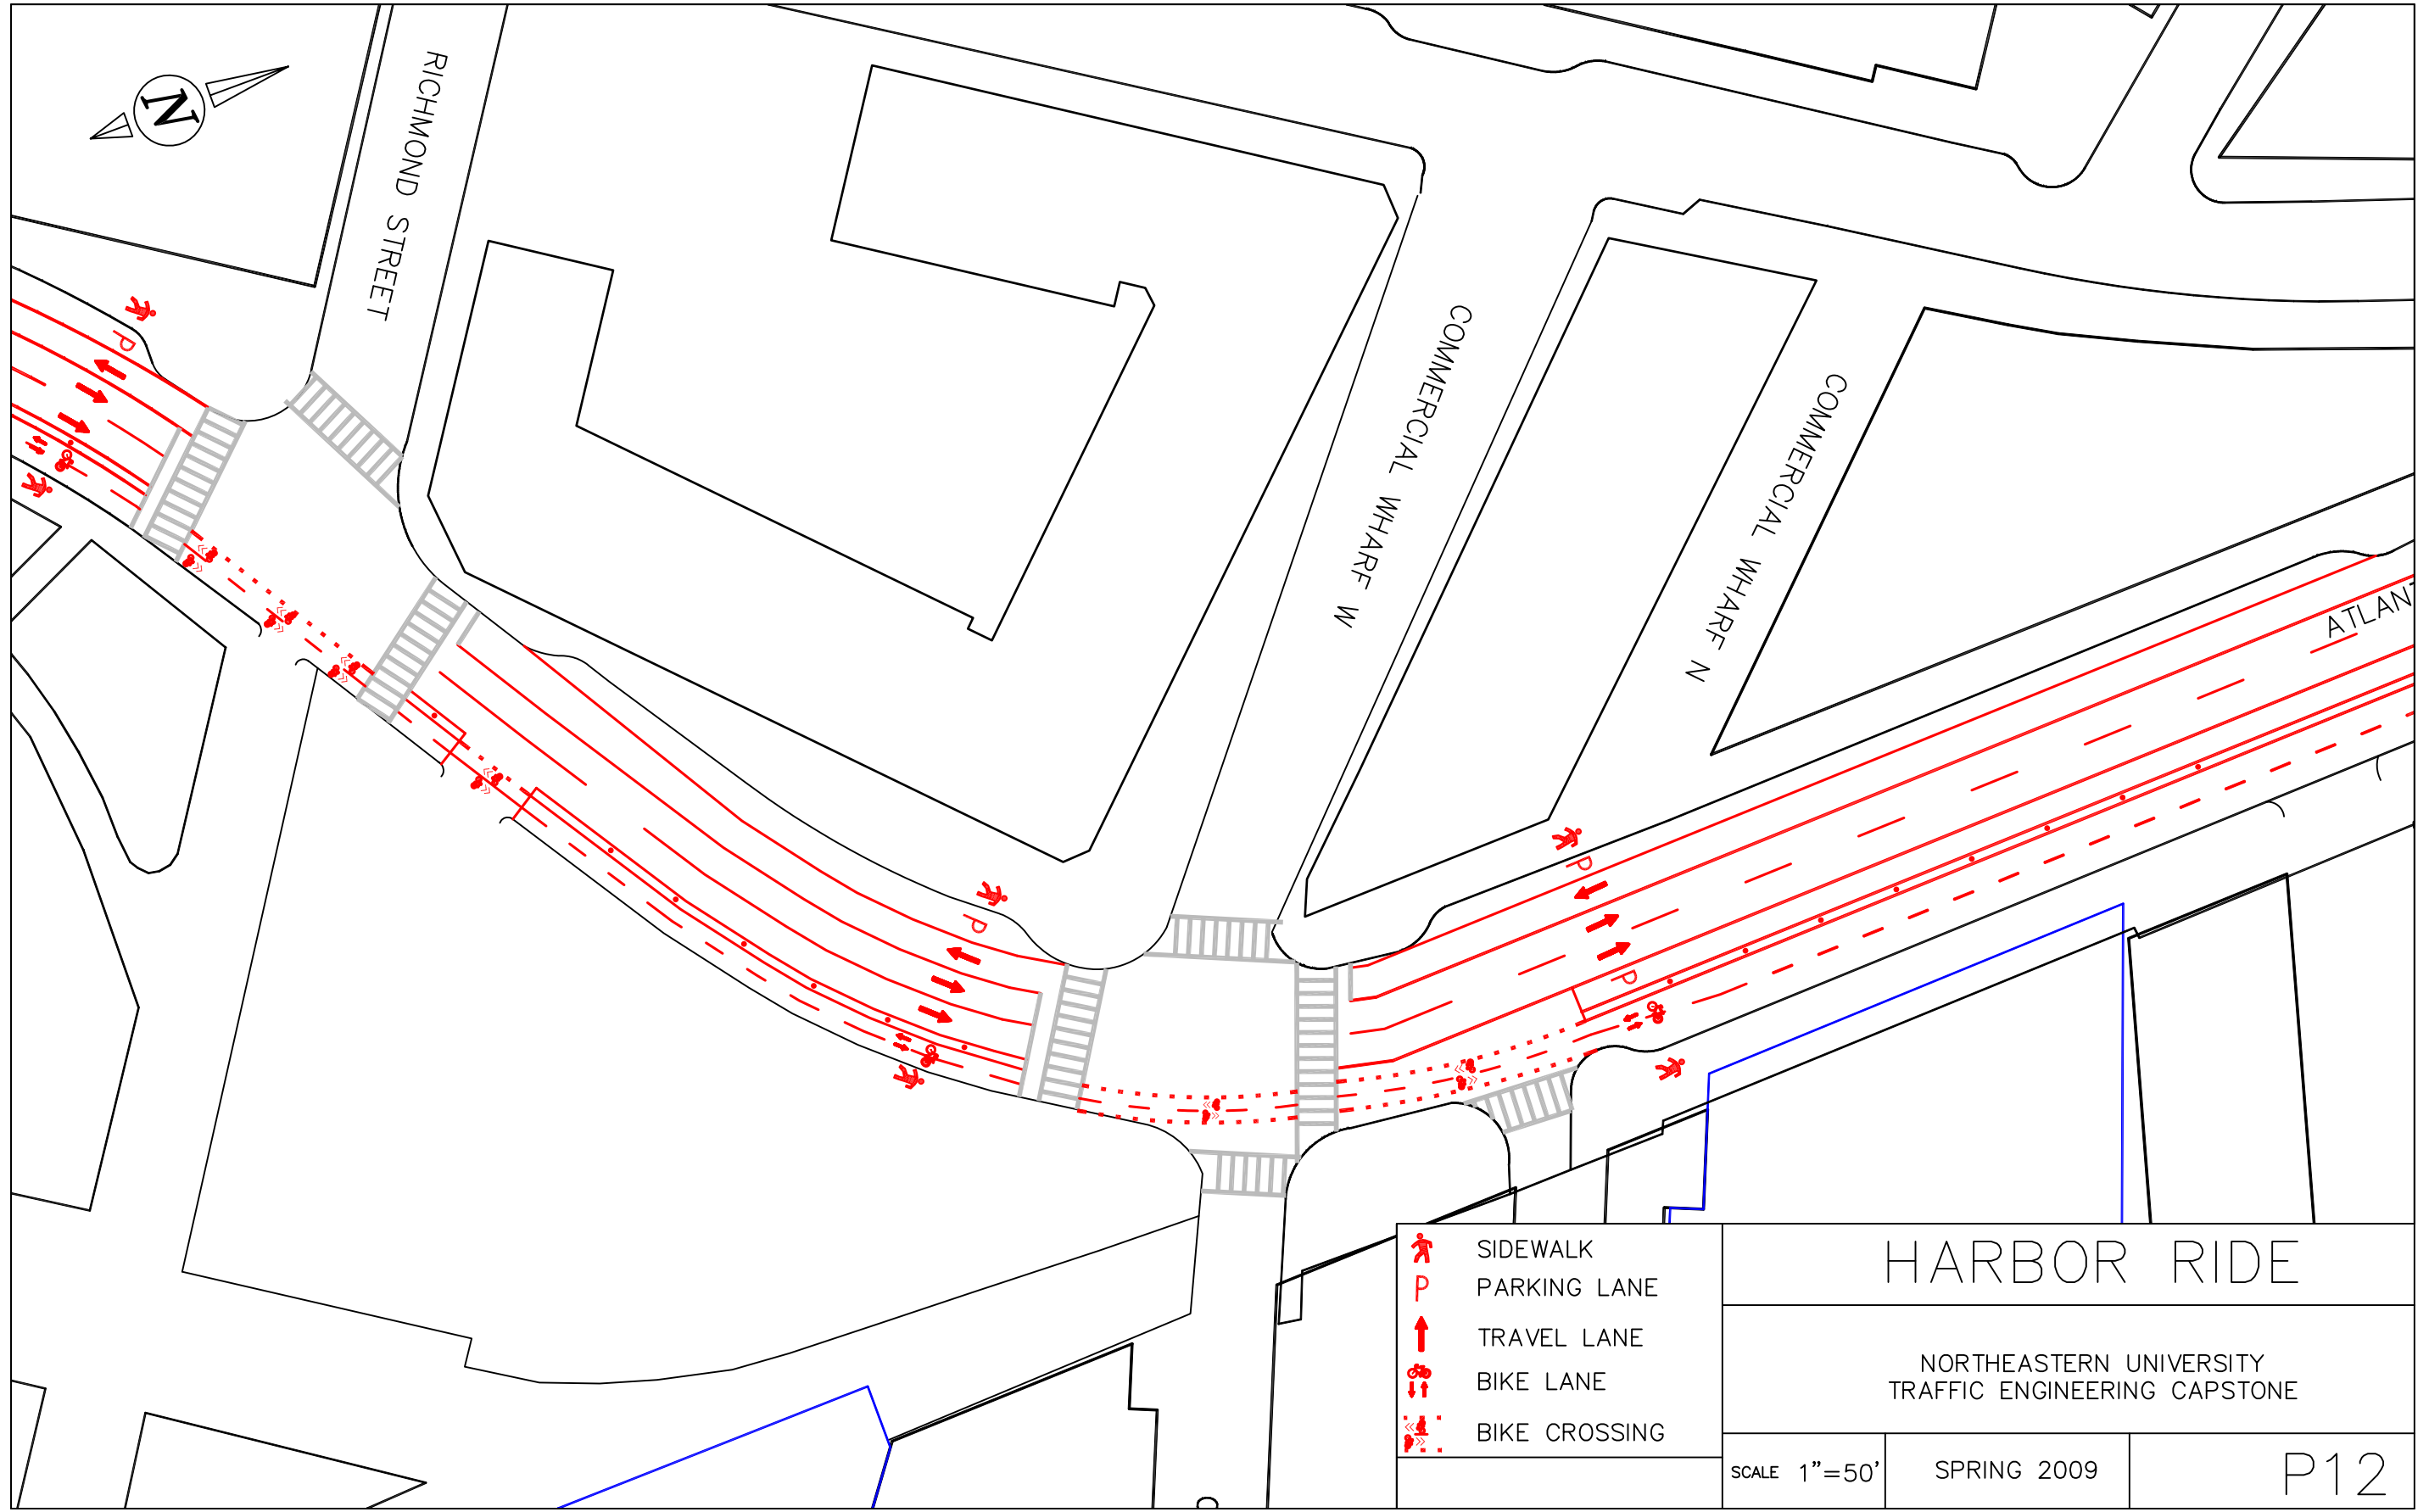 N
RICHMOND STREET
COMMERCIAL WHARF W
COMMERCIAL WHARF N
ATLAN
P
P
P
P
SIDEWALK
P PARKING LANE
TRAVEL LANE
BIKE LANE
BIKE CROSSING
HARBOR RIDE
NORTHEASTERN UNIVERSITY
TRAFFIC ENGINEERING CAPSTONE
SCALE 1"=50'
SPRING 2009
P12